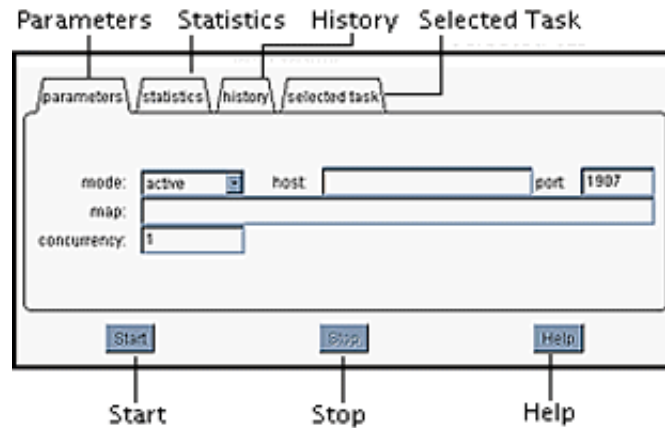 Parameters Statistics History Selected Task
parameters statistics history selected task
mode: active host: port 1907
map:
concurrency: 1
Start Stop Help
Start Stop Help